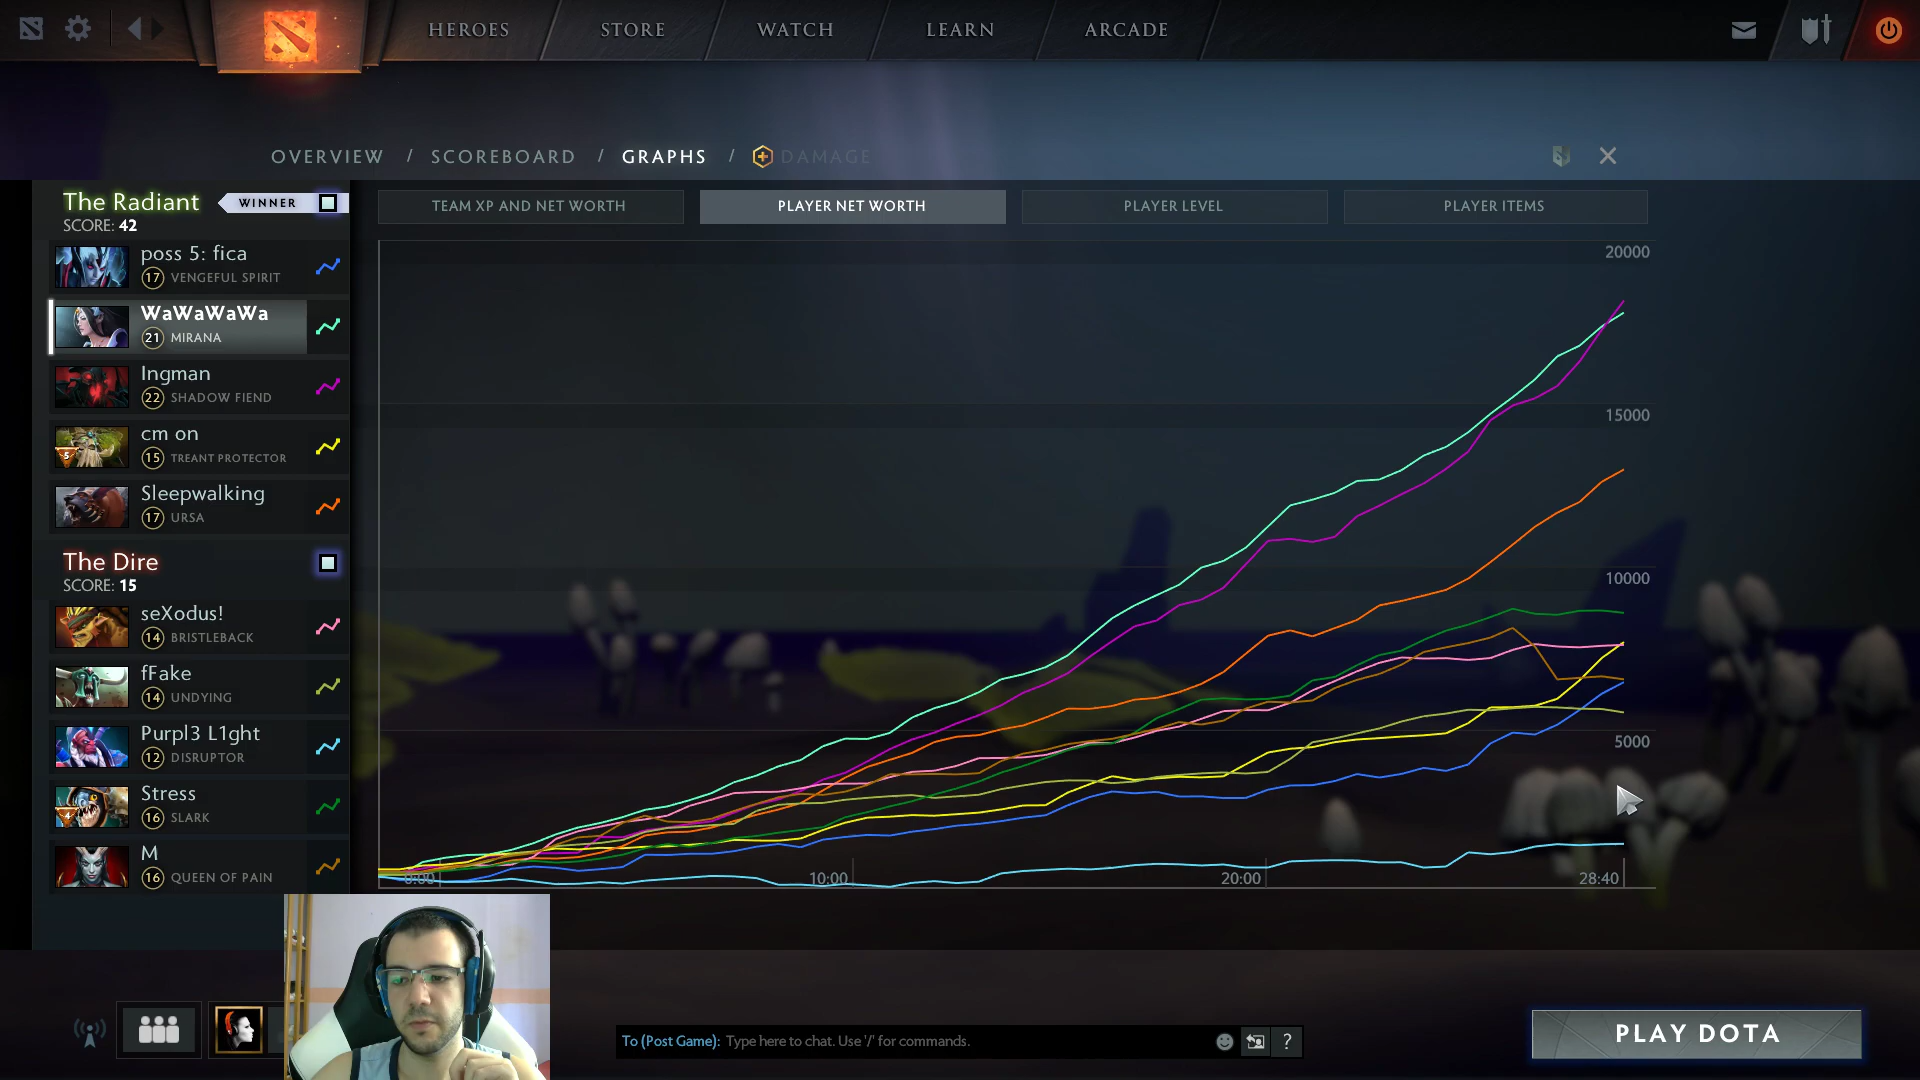 HEROES
STORE
WATCH
LEARN
ARCADE
OVERVIEW / SCOREBOARD / GRAPHS / DAMAGE
The Radiant
WINNER
SCORE: 42
poss 5: fica
17 VENGEFUL SPIRIT
WaWaWaWa
21 MIRANA
Ingman
22 SHADOW FIEND
cm on
5
15 TREANT PROTECTOR
Sleepwalking
17 URSA
The Dire
SCORE: 15
seXodus!
14 BRISTLEBACK
fFake
14 UNDYING
Purpl3 L1ght
12 DISRUPTOR
Stress
4
16 SLARK
M
16 QUEEN OF PAIN
TEAM XP AND NET WORTH
PLAYER NET WORTH
PLAYER LEVEL
PLAYER ITEMS
20000
15000
10000
5000
0:00
10:00
20:00
28:40
To (Post Game): Type here to chat. Use '/' for commands.
?
PLAY DOTA